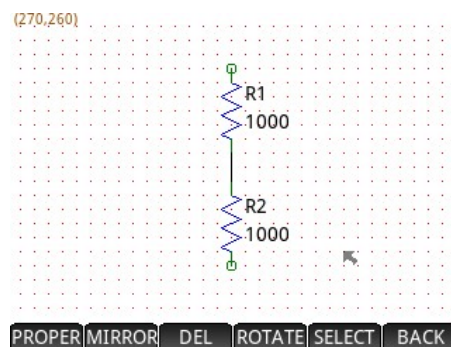 (270,260)
R1
1000
R2
1000
PROPER MIRROR DEL ROTATE SELECT BACK